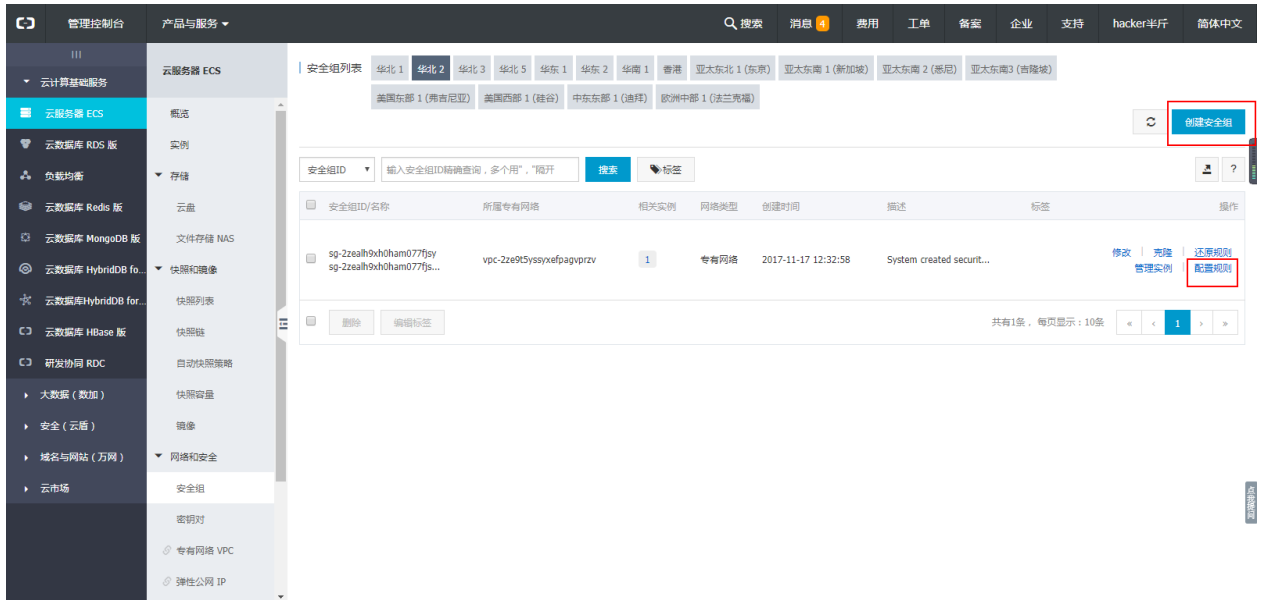 管理控制台 产品与服务 搜索 消息 4 费用 工单 备案 企业 支持 hacker半斤 简体中文
云计算基础服务
云服务器 ECS
云数据库 RDS 版
负载均衡
云数据库 Redis 版
云数据库 MongoDB 版
云数据库 HybridDB fo...
云数据库HybridDB for...
云数据库 HBase 版
研发协同 RDC
大数据 ( 数加 )
安全 ( 云盾 )
域名与网站 ( 万网 )
云市场
云服务器 ECS
概览
实例
存储
云盘
文件存储 NAS
快照和镜像
快照列表
快照链
自动快照策略
快照容量
镜像
网络和安全
安全组
密钥对
专有网络 VPC
弹性公网 IP
安全组列表 华北 1 华北 2 华北 3 华北 5 华东 1 华东 2 华南 1 香港 亚太东北 1 (东京) 亚太东南 1 (新加坡) 亚太东南 2 (悉尼) 亚太东南3 (吉隆坡)
美国东部 1 (弗吉尼亚) 美国西部 1 (硅谷) 中东东部 1 (迪拜) 欧洲中部 1 (法兰克福)
创建安全组
安全组ID 输入安全组ID精确查询，多个用"，"隔开 搜索 标签 ?
安全组ID/名称 所属专有网络 相关实例 网络类型 创建时间 描述 标签 操作
sg-2zealh9xh0ham077fjsy
sg-2zealh9xh0ham077fjs...
vpc-2ze9t5yssyxefpagvprzv 1 专有网络 2017-11-17 12:32:58 System created securit...
修改 克隆 还原规则
管理实例 配置规则
删除 编辑标签 共有1条，每页显示：10条 « ‹ 1 › »
点我提问